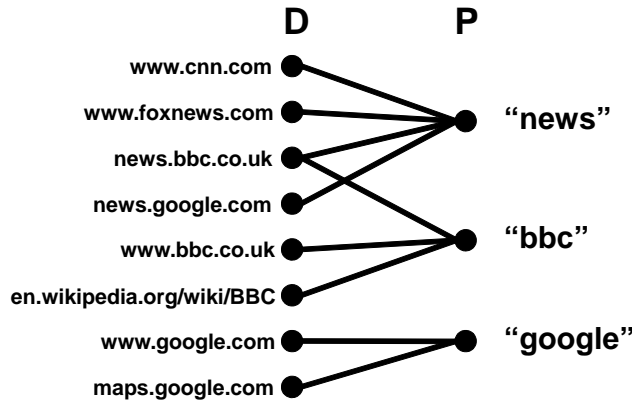 D P
www.cnn.com
www.foxnews.com
“news”
news.bbc.co.uk
news.google.com
www.bbc.co.uk
“bbc”
en.wikipedia.org/wiki/BBC
www.google.com
“google”
maps.google.com